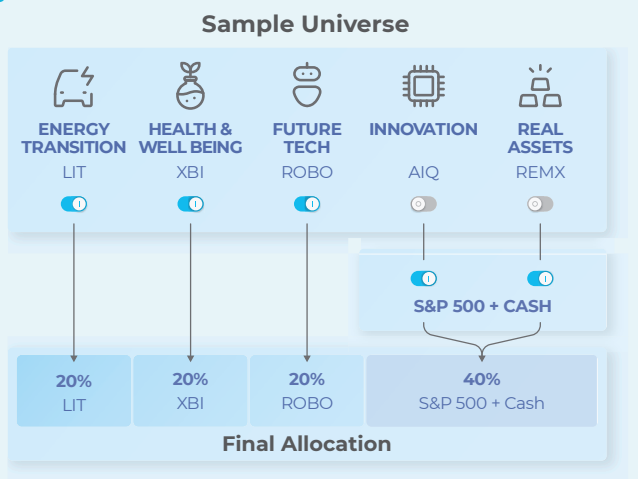 Sample Universe
ENERGY TRANSITION
HEALTH & WELL BEING
FUTURE TECH
INNOVATION
REAL ASSETS
LIT
XBI
ROBO
AIQ
REMX
S&P 500 + CASH
20%
LIT
20%
XBI
20%
ROBO
40%
S&P 500 + Cash
Final Allocation